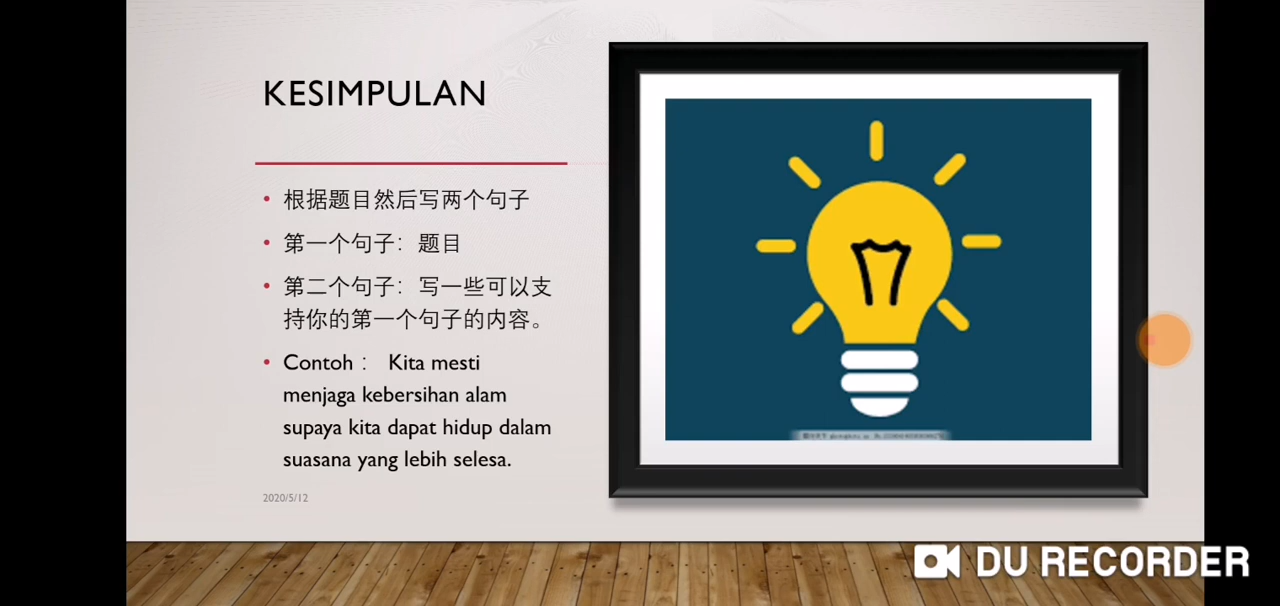 KESIMPULAN
• 根据题目然后写两个句子
• 第一个句子：题目
• 第二个句子：写一些可以支
持你的第一个句子的内容。
• Contoh： Kita mesti
menjaga kebersihan alam
supaya kita dapat hidup dalam
suasana yang lebih selesa.
2020/5/12
DU RECORDER